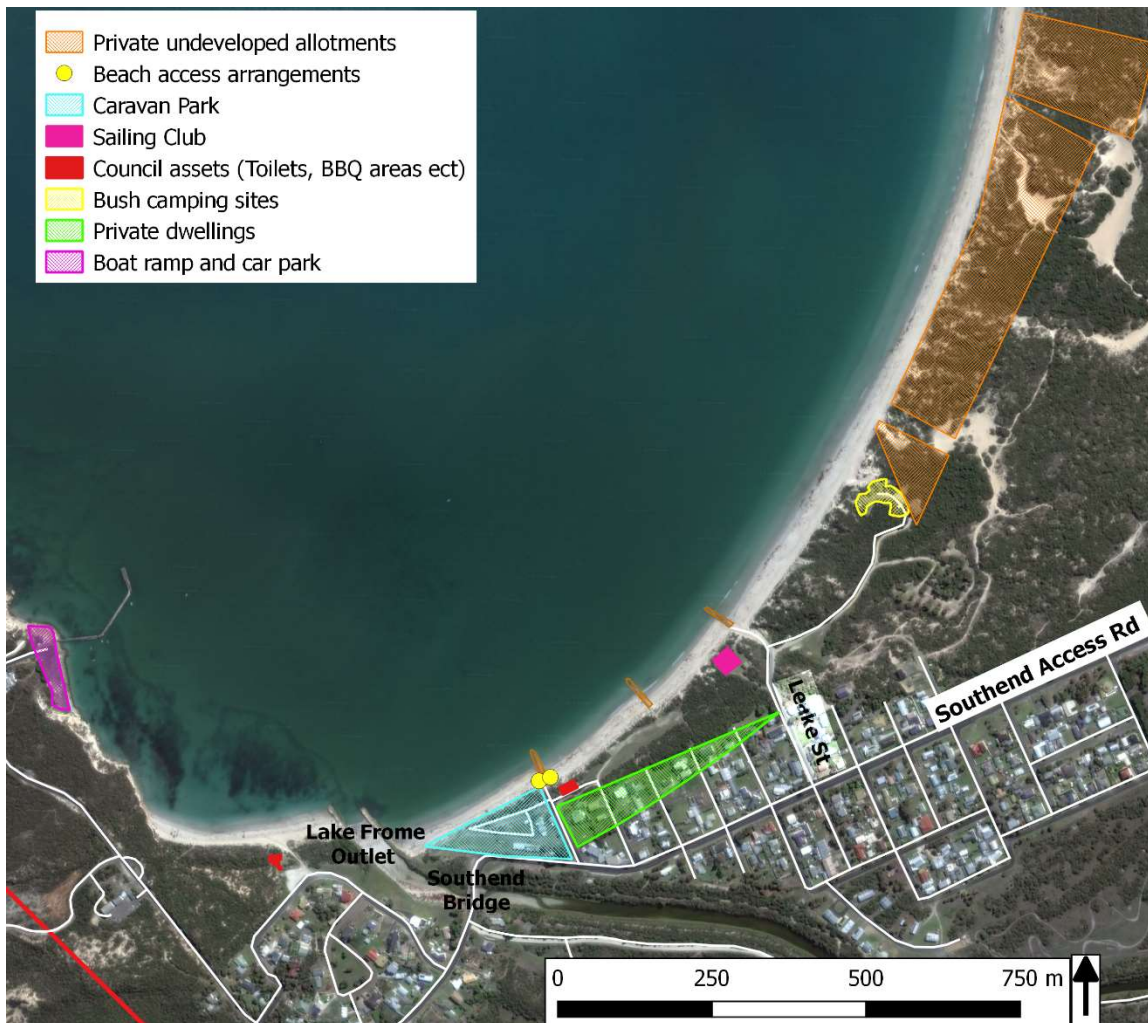 Private undeveloped allotments
Beach access arrangements
Caravan Park
Sailing Club
Council assets (Toilets, BBQ areas ect)
Bush camping sites
Private dwellings
Boat ramp and car park
Southend Access Rd
Leake St
Lake Frome
Outlet
Southend
Bridge
0 250 500 750 m